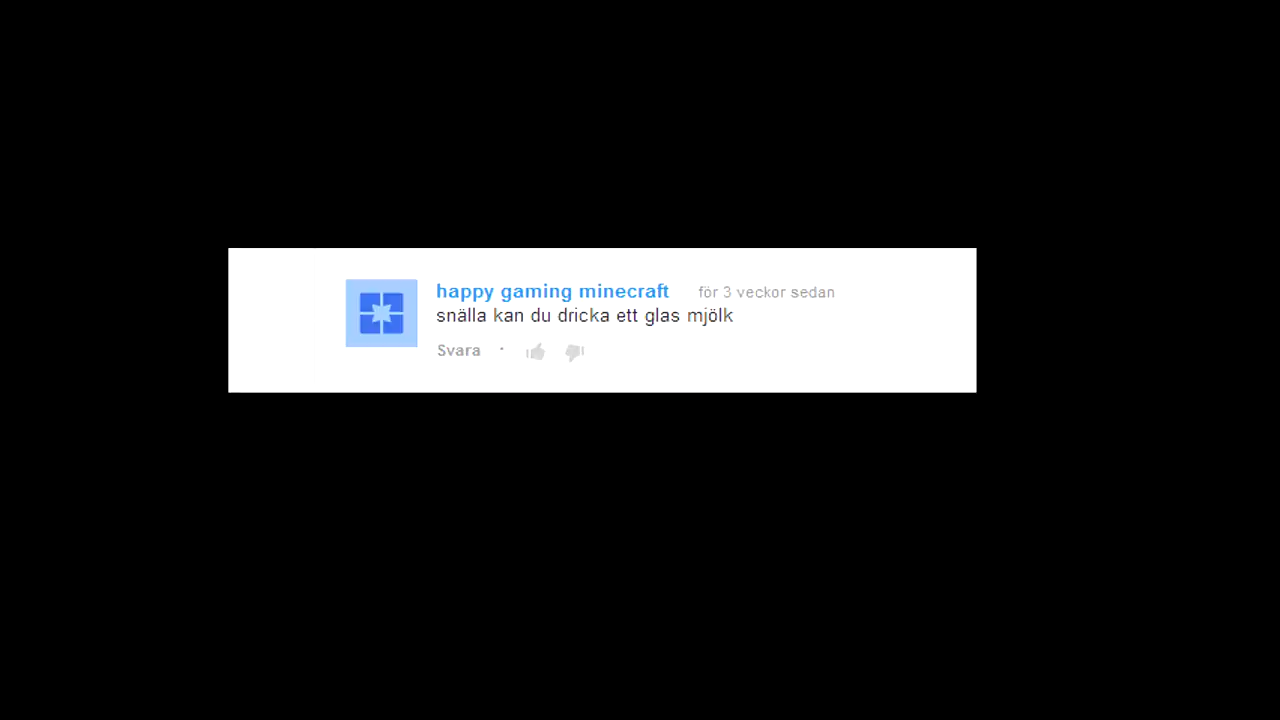 happy gaming minecraft för 3 veckor sedan
snälla kan du dricka ett glas mjölk
Svara ·